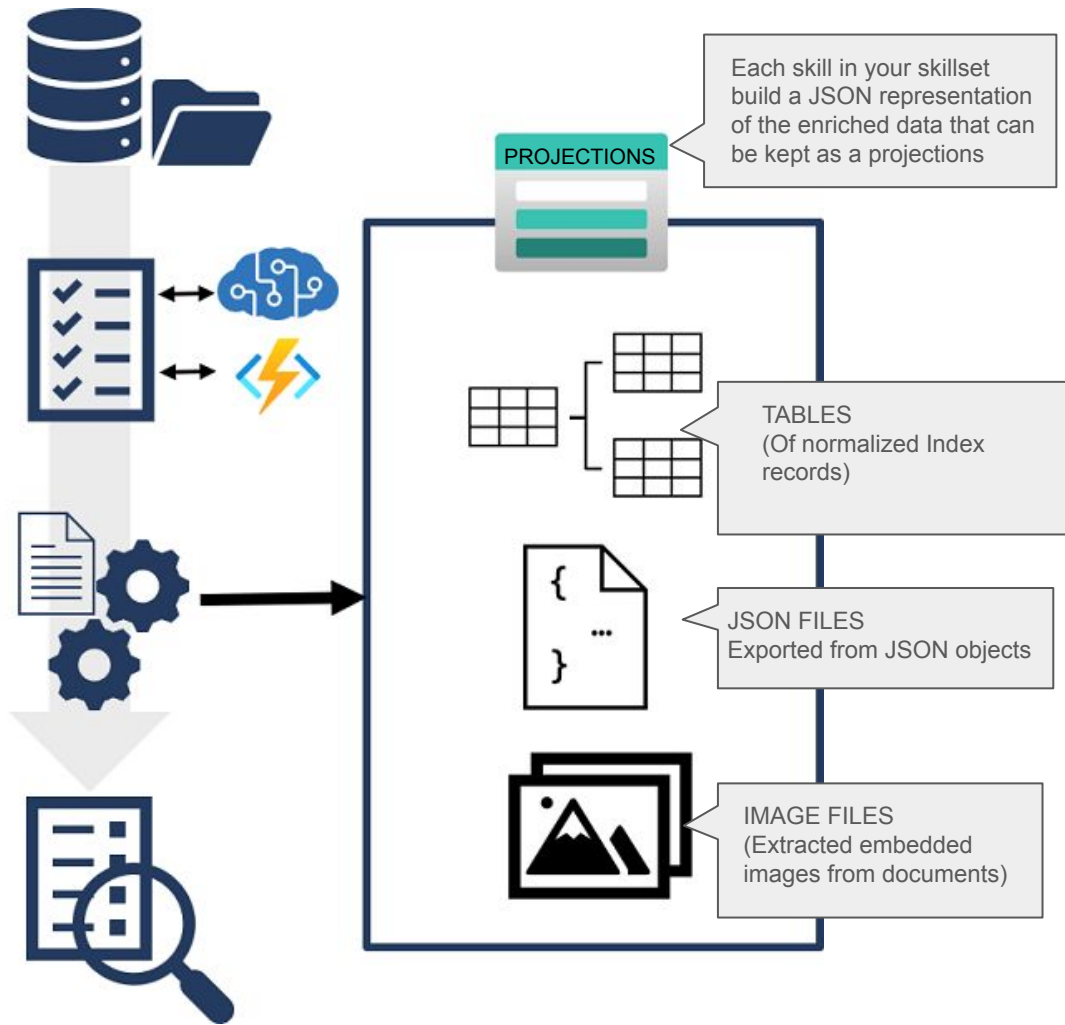 Each skill in your skillset
build a JSON representation
of the enriched data that can
be kept as a projections
PROJECTIONS
TABLES
(Of normalized Index
records)
{
...
}
JSON FILES
Exported from JSON objects
IMAGE FILES
(Extracted embedded
images from documents)